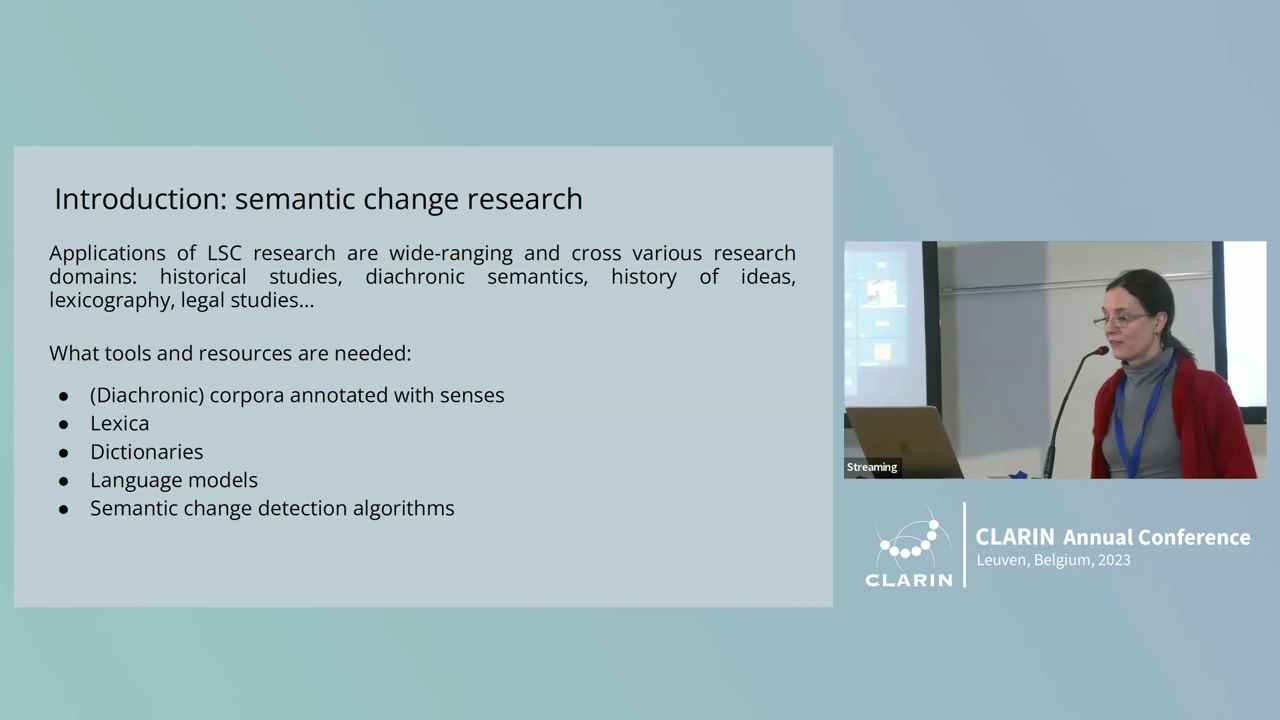 Introduction: semantic change research
Applications of LSC research are wide-ranging and cross various research
domains: historical studies, diachronic semantics, history of ideas,
lexicography, legal studies...
What tools and resources are needed:
● (Diachronic) corpora annotated with senses
● Lexica
● Dictionaries
● Language models
● Semantic change detection algorithms
Streaming
CLARIN
CLARIN Annual Conference
Leuven, Belgium, 2023